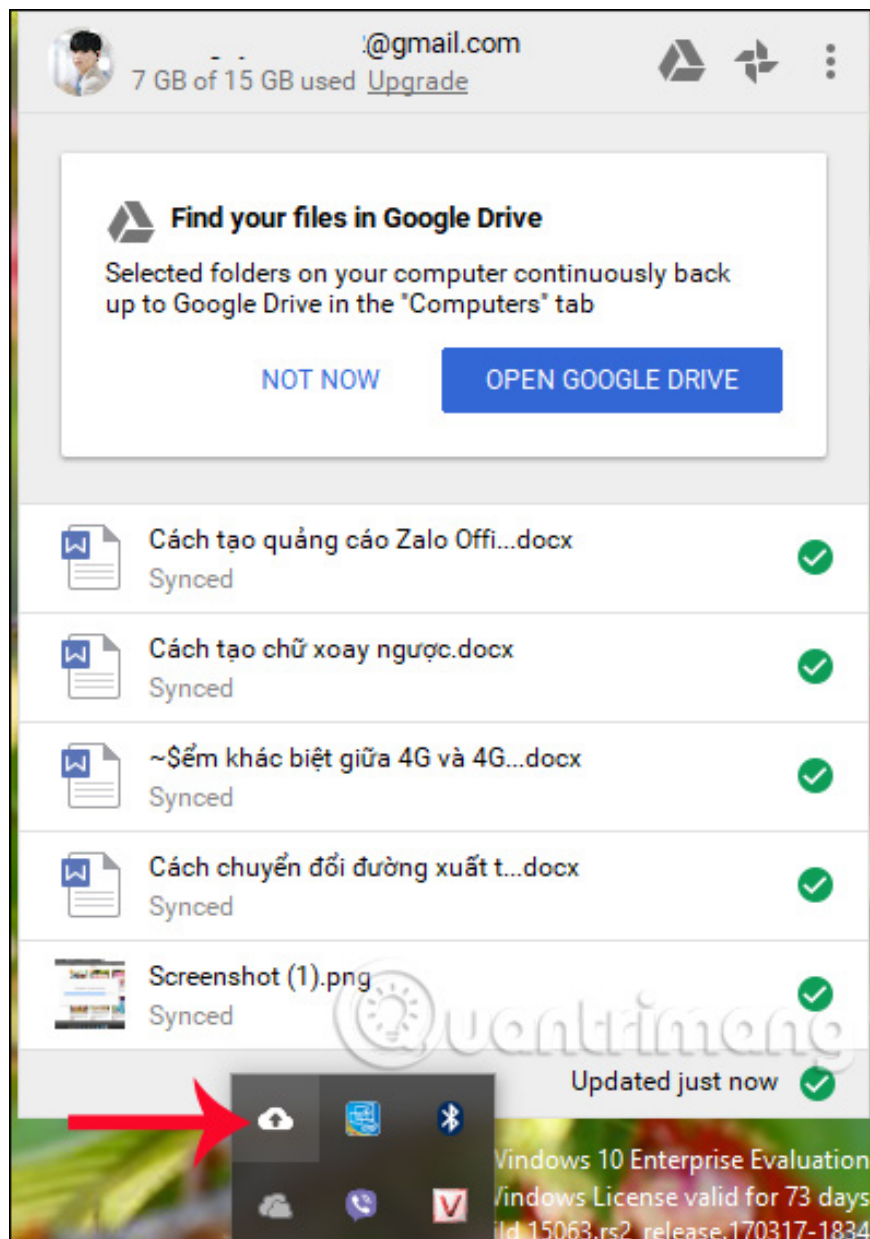 @gmail.com
7 GB of 15 GB used Upgrade
Find your files in Google Drive
Selected folders on your computer continuously back
up to Google Drive in the "Computers" tab
NOT NOW
OPEN GOOGLE DRIVE
Cách tạo quảng cáo Zalo Offi...docx
Synced
Cách tạo chữ xoay ngược.docx
Synced
~$ểm khác biệt giữa 4G và 4G...docx
Synced
Cách chuyển đổi đường xuất t...docx
Synced
Screenshot (1).png
Synced
Quantrimang
Updated just now
Windows 10 Enterprise Evaluation
Windows License valid for 73 days
ild 15063.rs2_release.170317-1834